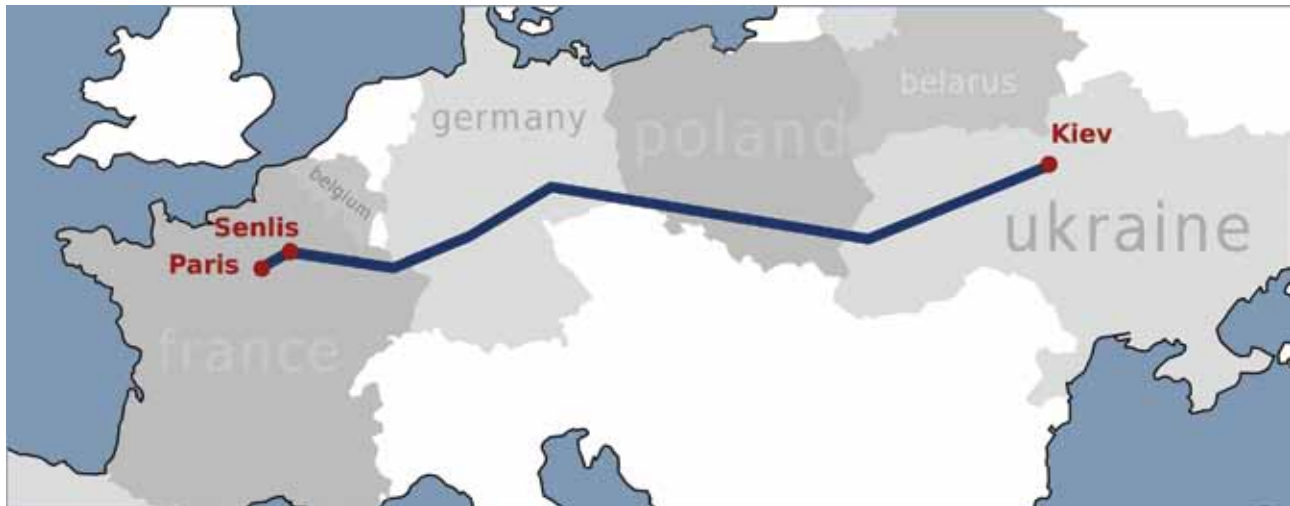 belarus
germany
poland
Kiev
belgium
ukraine
Senlis
Paris
france